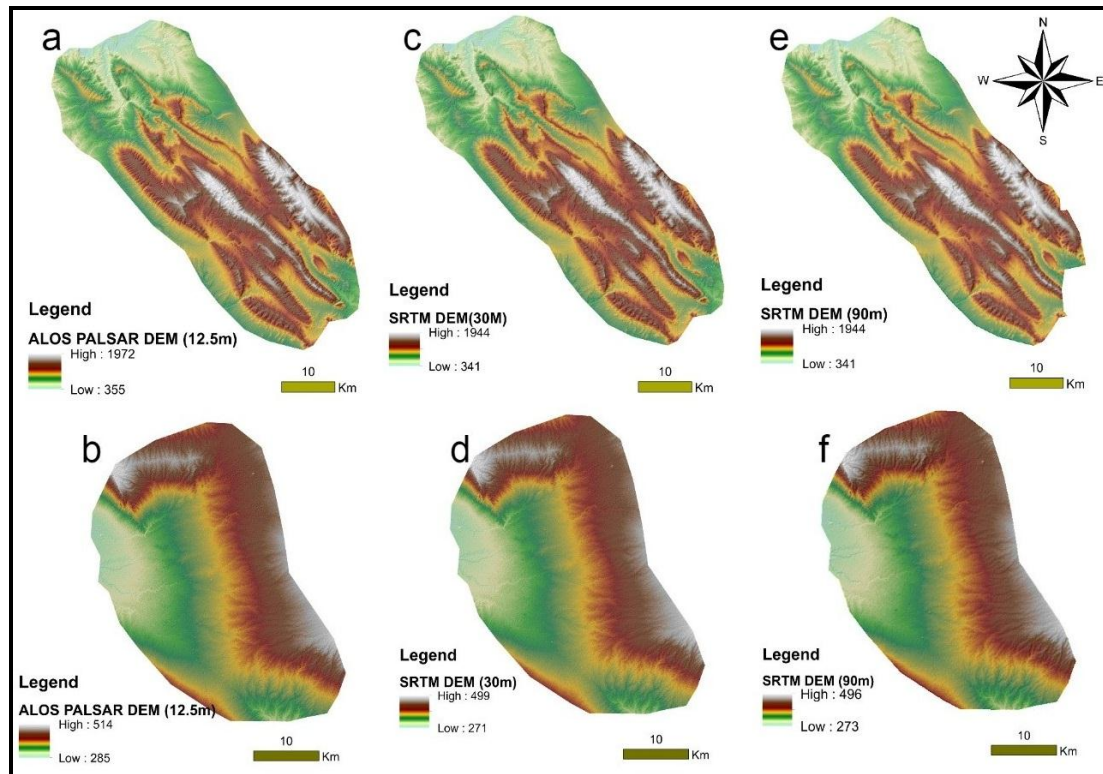 a
Legend
ALOS PALSAR DEM (12.5m)
High : 1972
Low : 355
10
Km
c
Legend
SRTM DEM(30M)
High : 1944
Low : 341
10
Km
e
N
W
E
S
Legend
SRTM DEM (90m)
High : 1944
Low : 341
10
Km
b
Legend
ALOS PALSAR DEM (12.5m)
High : 514
Low : 285
10
Km
d
Legend
SRTM DEM (30m)
High : 499
Low : 271
10
Km
f
Legend
SRTM DEM (90m)
High : 496
Low : 273
10
Km